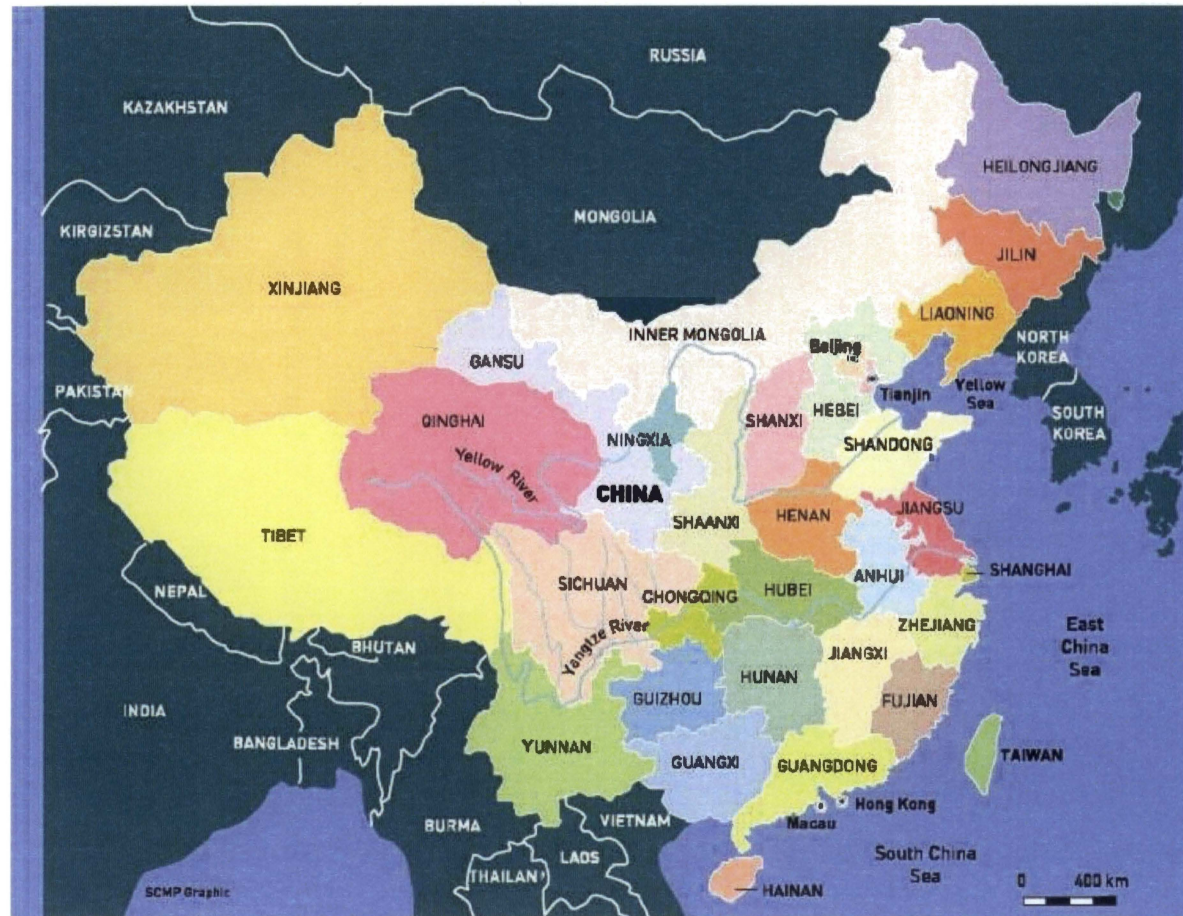 RUSSIA
KAZAKHSTAN
HEILONGJIANG
MONGOLIA
KIRGIZSTAN
JILIN
XINJIANG
LIAONING
INNER MONGOLIA
NORTH
KOREA
Beijing
GANSU
Tianjin
Yellow
Sea
PAKISTAN
HEBEI
SOUTH
KOREA
QINGHAI
SHANXI
NINGXIA
SHANDONG
Yellow River
CHINA
JIANGSU
HENAN
SHAANXI
TIBET
SHANGHAI
ANHUI
SICHUAN
HUBEI
CHONGQING
NEPAL
ZHEJIANG
East
China
Sea
Yangtze River
BHUTAN
JIANGXI
HUNAN
GUIZHOU
FUJIAN
INDIA
BANGLADESH
YUNNAN
TAIWAN
GUANGXI
GUANGDONG
Hong Kong
Macau
VIETNAM
BURMA
South China
Sea
LAOS
THAILAN
0 400 km
HAINAN
SCMP Graphic